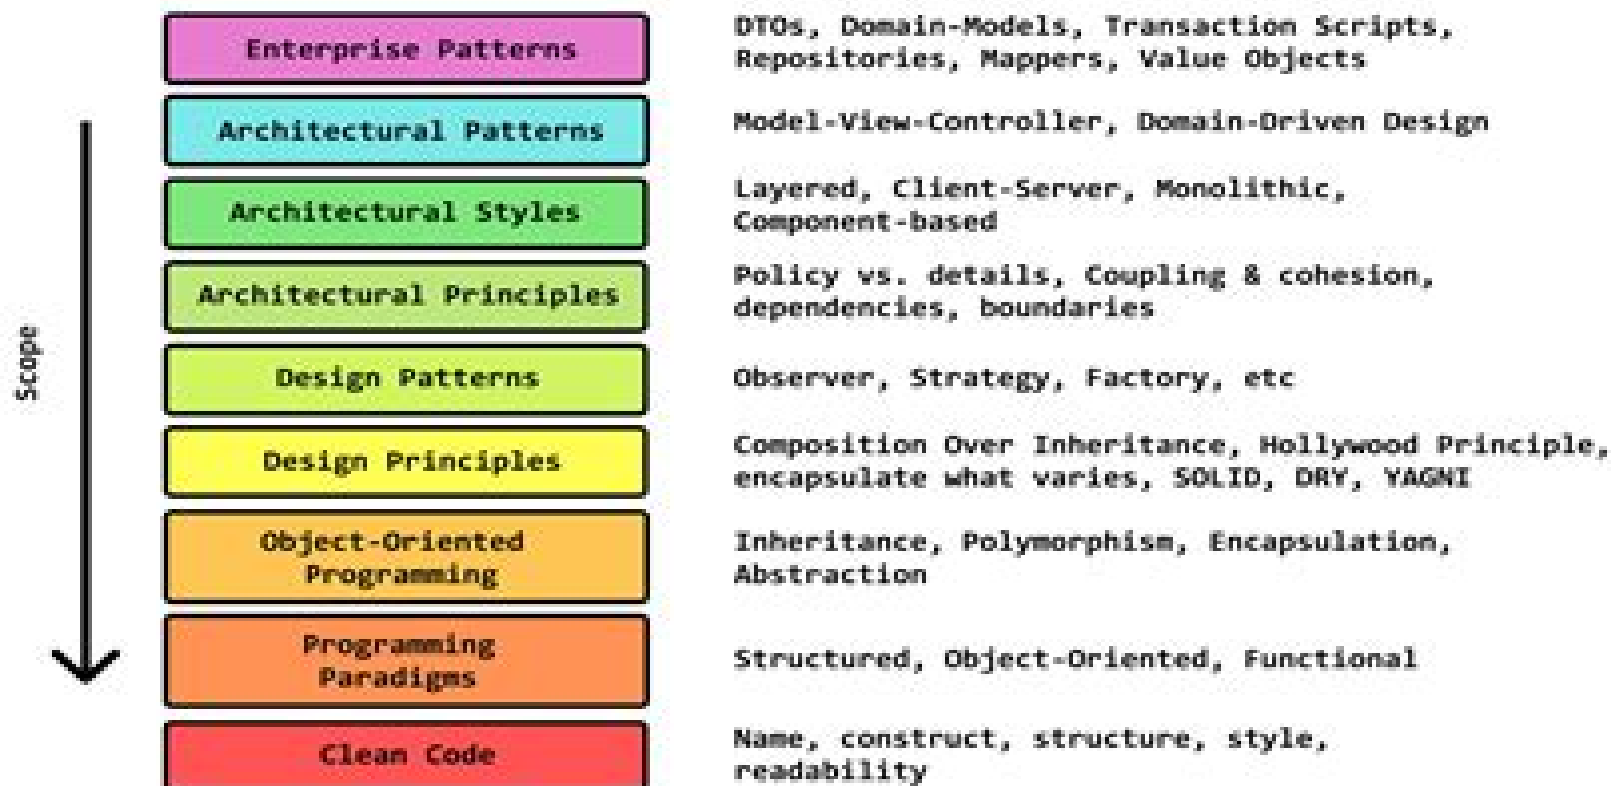 Enterprise Patterns
DTOs, Domain-Models, Transaction Scripts,
Repositories, Mappers, Value Objects
Architectural Patterns
Model-View-Controller, Domain-Driven Design
Architectural Styles
Layered, Client-Server, Monolithic,
Component-based
Architectural Principles
Policy vs. details, Coupling & cohesion,
dependencies, boundaries
Scope
Design Patterns
Observer, Strategy, Factory, etc
Design Principles
Composition Over Inheritance, Hollywood Principle,
encapsulate what varies, SOLID, DRY, YAGNI
Object-Oriented
Programming
Inheritance, Polymorphism, Encapsulation,
Abstraction
Programming
Paradigms
Structured, Object-Oriented, Functional
Clean Code
Name, construct, structure, style,
readability